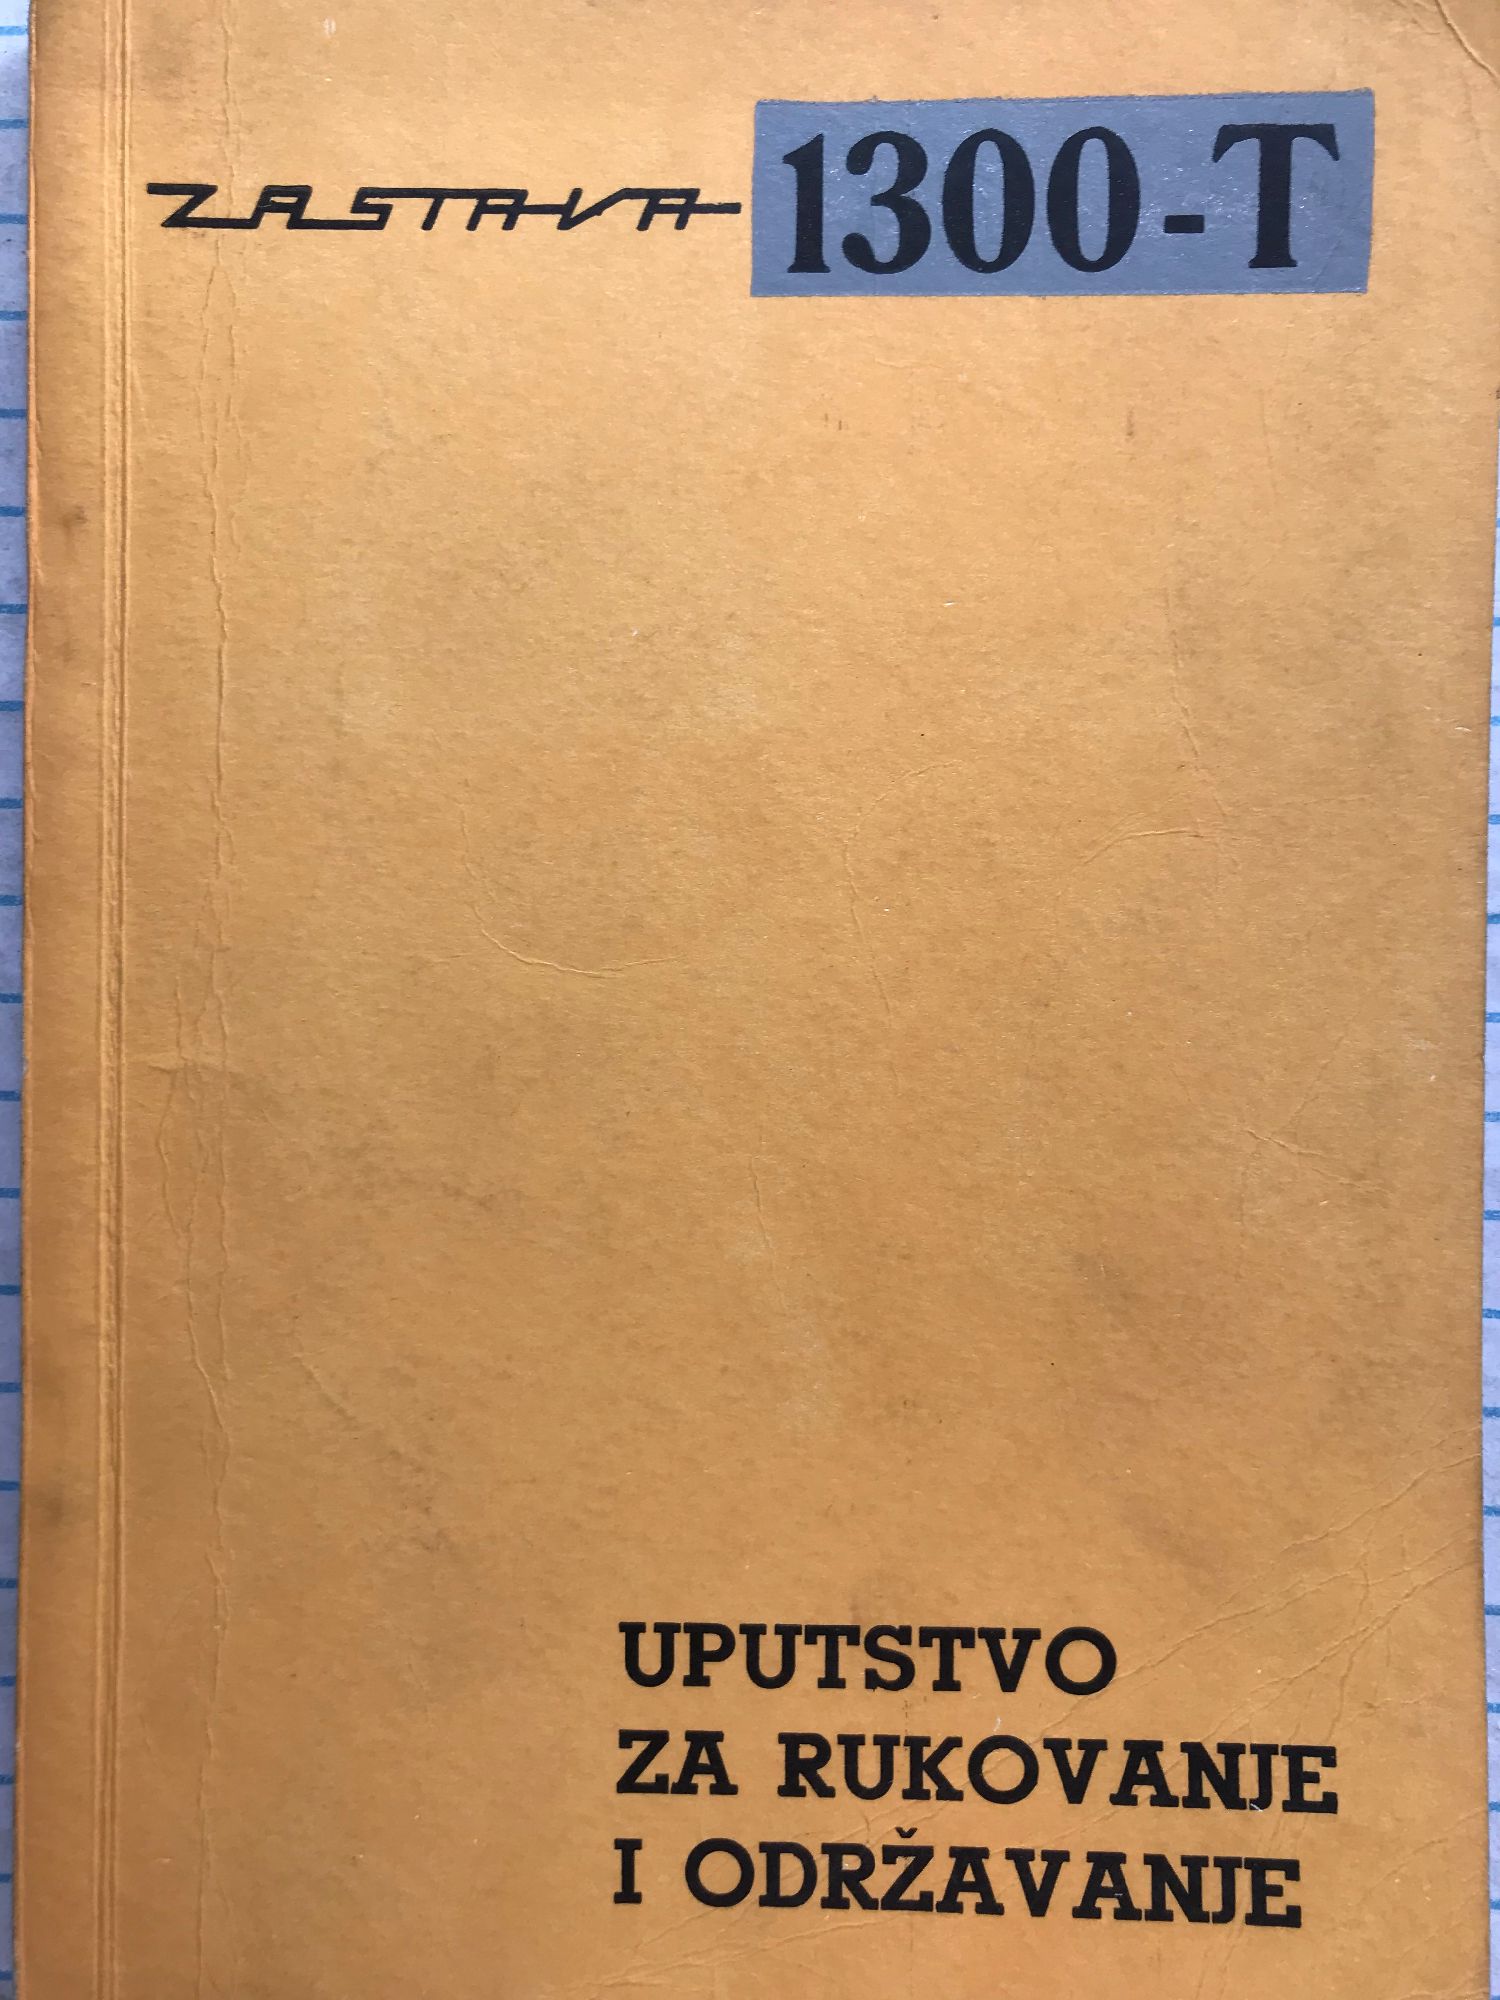 ZASTAVA 1300-T
UPUTSTVO
ZA RUKOVANJE
I ODRŽAVANJE